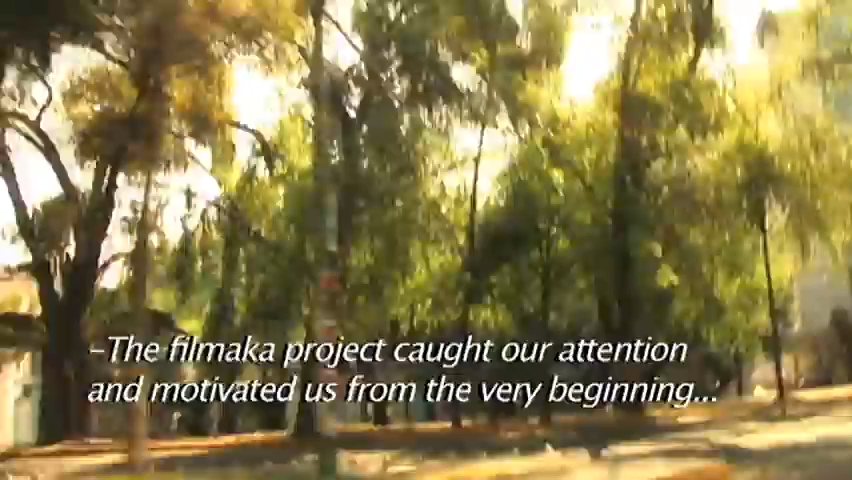 –The filmaka project caught our attention
and motivated us from the very beginning...